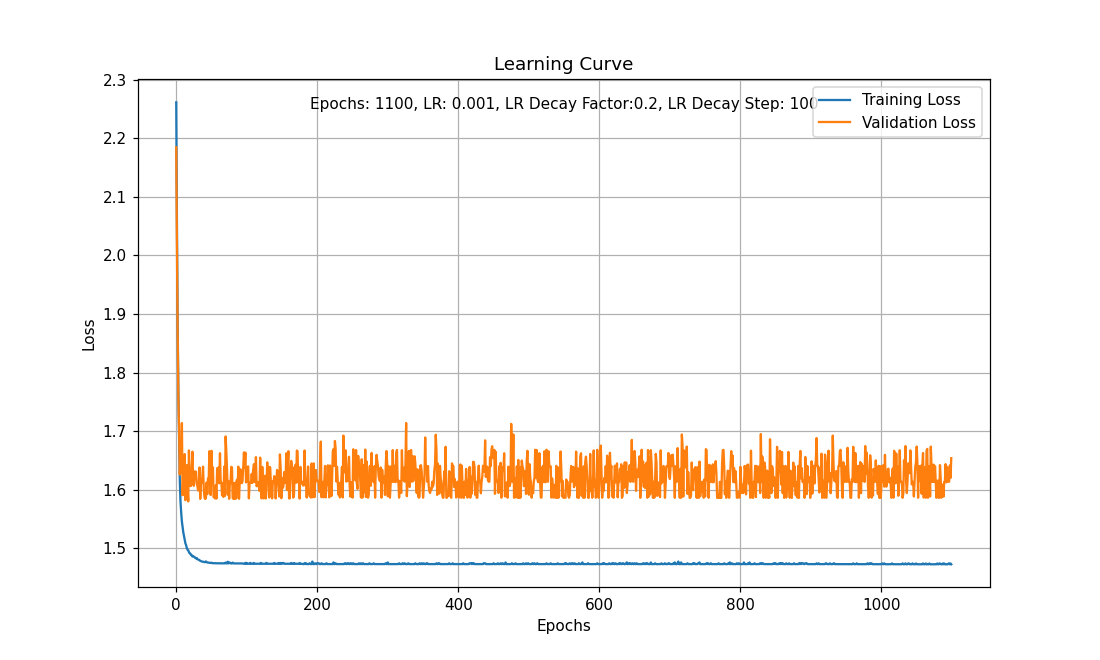 Learning Curve
Epochs: 1100, LR: 0.001, LR Decay Factor:0.2, LR Decay Step: 100
Training Loss
Validation Loss
2.3
2.2
2.1
2.0
1.9
1.8
1.7
1.6
1.5
Loss
0 200 400 600 800 1000
Epochs